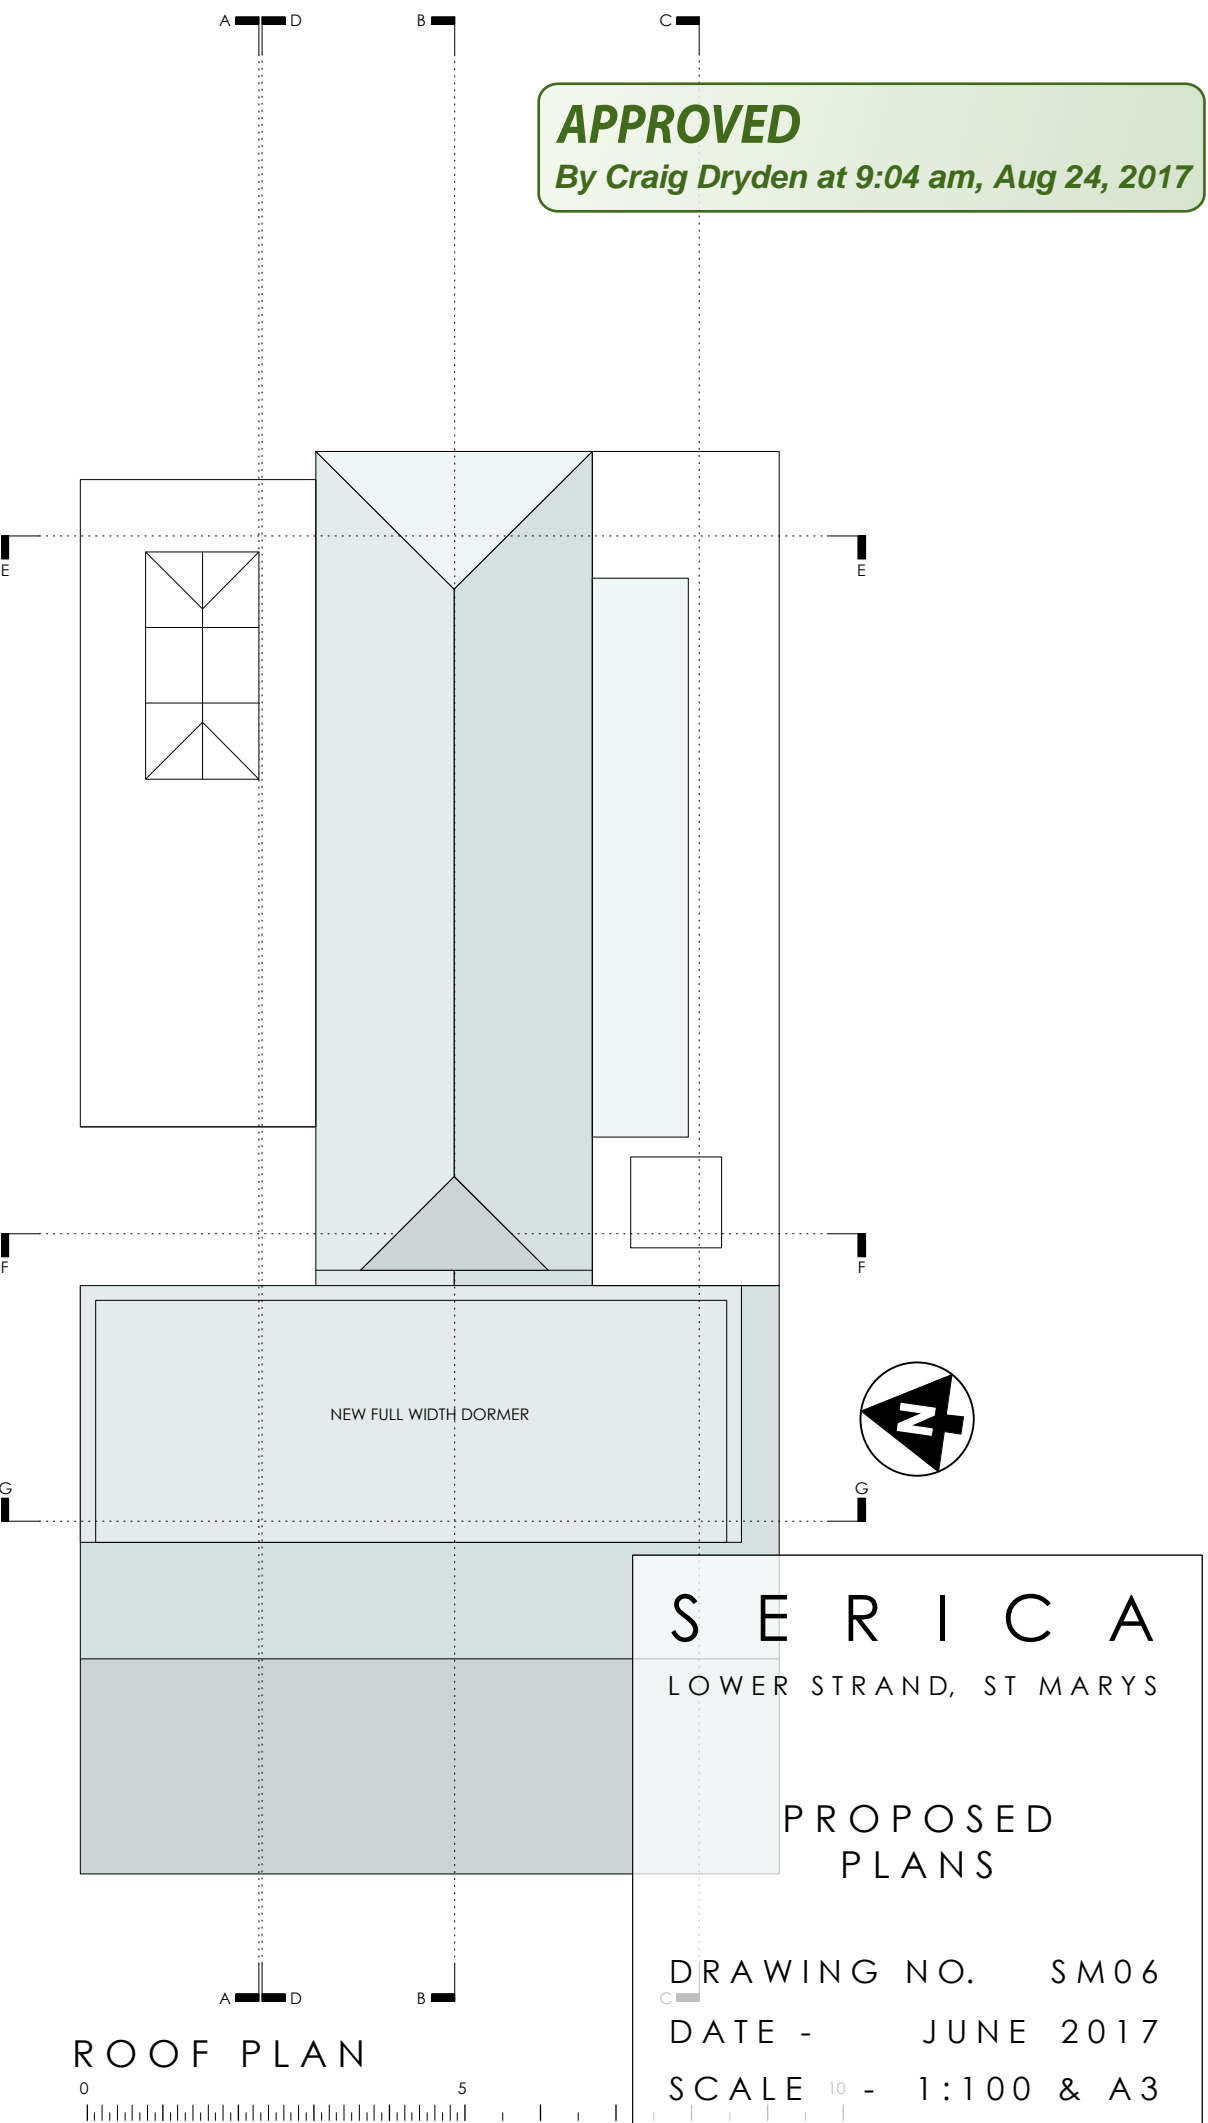 A D B C
APPROVED
By Craig Dryden at 9:04 am, Aug 24, 2017
E E
F F
NEW FULL WIDTH DORMER
N
G G
SERICA
LOWER STRAND, ST MARYS
PROPOSED
PLANS
DRAWING NO. SM06
A D B C
DATE - JUNE 2017
ROOF PLAN
SCALE - 1:100 & A3
0 5 10